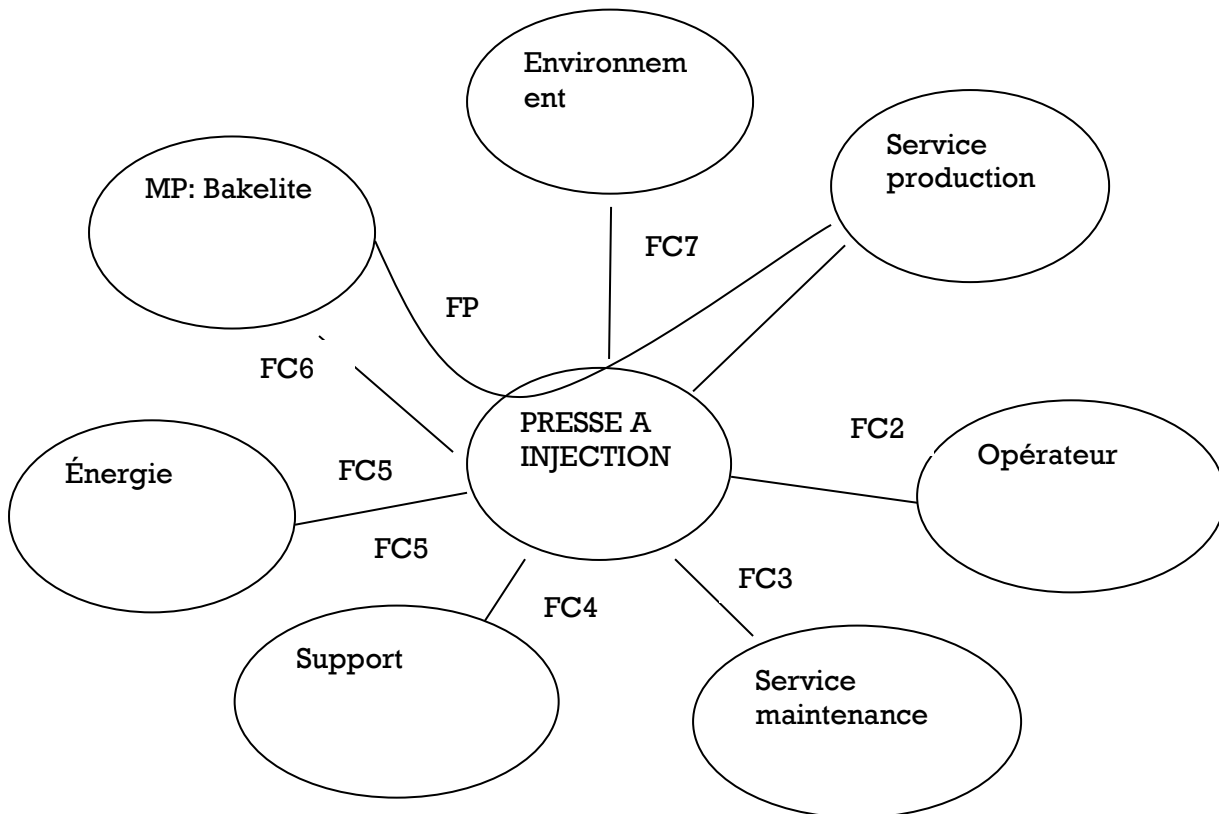 Environnem
ent
Service
production
MP: Bakelite
FC7
FP
FC6
PRESSE A
INJECTION
FC2
Opérateur
Énergie
FC5
FC5
FC3
FC4
Support
Service
maintenance